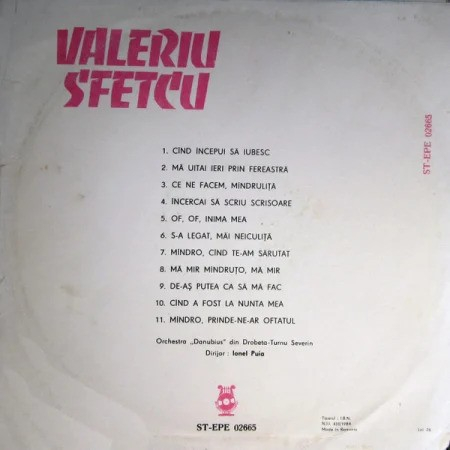 VALERIU
SFETCU
ST-EPE 02665
1. CÎND ÎNCEPUI SĂ IUBESC
2. MĂ UITAI IERI PRIN FEREASTRĂ
3. CE NE FACEM, MÎNDRULIȚĂ
4. ÎNCERCAI SĂ SCRIU SCRISOARE
5. OF, OF, INIMA MEA
6. S-A LEGAT, MĂI NEICULIȚĂ
7. MÎNDRO, CÎND TE-AM SĂRUTAT
8. MĂ MIR MÎNDRUȚO, MĂ MIR
9. DE-AȘ PUTEA CA SĂ MĂ FAC
10. CÎND A FOST LA NUNTA MEA
11. MÎNDRO, PRINDE-NE-AR OFTATUL
Orchestra „Danubius" din Drobeta-Turnu Severin
Dirijor : Ionel Puia
ST-EPE 02665
Made in Romania